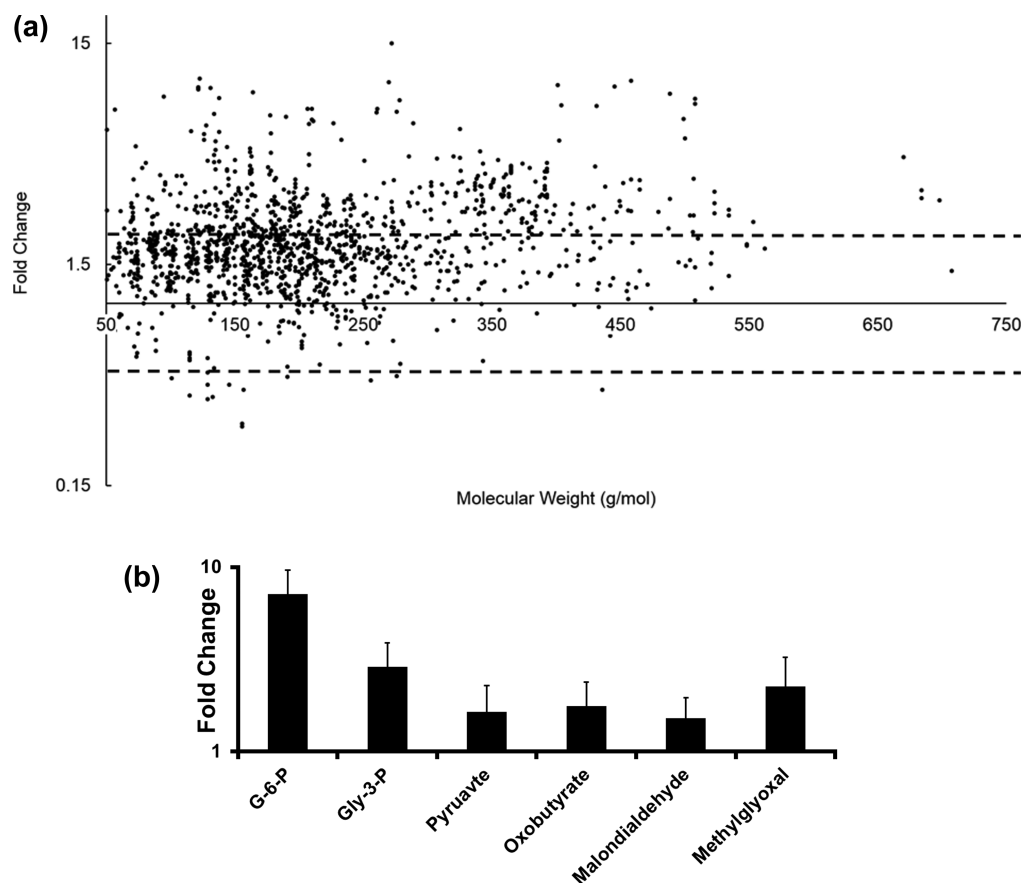 (a)
15
Fold Change
1.5
50 150 250 350 450 550 650 750
0.15
Molecular Weight (g/mol)
(b)
10
Fold Change
1
G-6-P
Gly-3-P
Pyruavte
Oxobutyrate
Malondialdehyde
Methylglyoxal